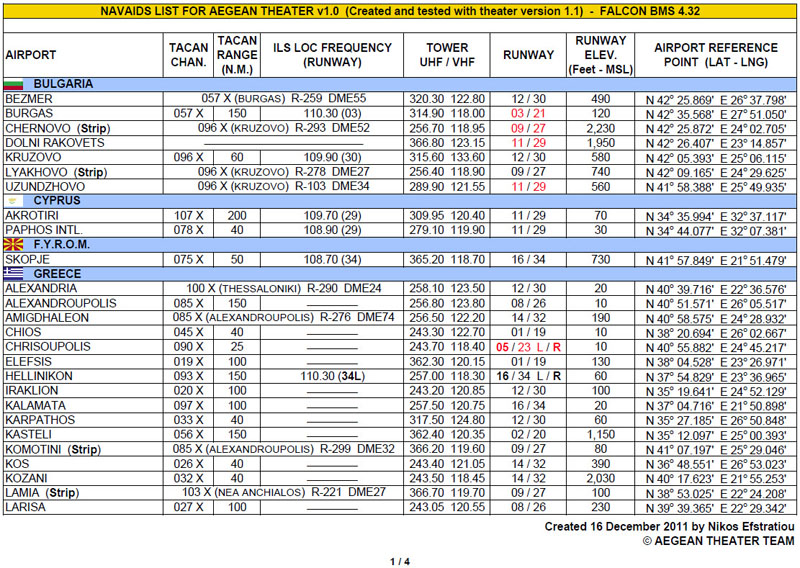 NAVAIDS LIST FOR AEGEAN THEATER v1.0 (Created and tested with theater version 1.1) - FALCON BMS 4.32
AIRPORT TACAN CHAN. TACAN RANGE (N.M.) ILS LOC FREQUENCY (RUNWAY) TOWER UHF / VHF RUNWAY RUNWAY ELEV. (Feet - MSL) AIRPORT REFERENCE POINT (LAT - LNG)
BULGARIA
BEZMER 057 X (BURGAS) R-259 DME55 320.30 122.80 12 / 30 490 N 42° 25.869' E 26° 37.798'
BURGAS 057 X 150 110.30 (03) 314.90 118.00 03 / 21 120 N 42° 35.568' E 27° 51.050'
CHERNOVO (Strip) 096 X (KRUZOVO) R-293 DME52 256.70 118.95 09 / 27 2,230 N 42° 25.872' E 24° 02.705'
DOLNI RAKOVETS ———— 366.80 123.15 11 / 29 1,950 N 42° 26.407' E 23° 14.857'
KRUZOVO 096 X 60 109.90 (30) 315.60 133.60 12 / 30 580 N 42° 05.393' E 25° 06.115'
LYAKHOVO (Strip) 096 X (KRUZOVO) R-278 DME27 256.40 118.90 09 / 27 740 N 42° 09.165' E 24° 29.625'
UZUNDZHOVO 096 X (KRUZOVO) R-103 DME34 289.90 121.55 11 / 29 560 N 41° 58.388' E 25° 49.935'
CYPRUS
AKROTIRI 107 X 200 109.70 (29) 309.95 120.40 11 / 29 70 N 34° 35.994' E 32° 37.117'
PAPHOS INTL. 078 X 40 108.90 (29) 279.10 119.90 11 / 29 30 N 34° 44.077' E 32° 07.381'
F.Y.R.O.M.
SKOPJE 075 X 50 108.70 (34) 365.20 118.70 16 / 34 730 N 41° 57.849' E 21° 51.479'
GREECE
ALEXANDRIA 100 X (THESSALONIKI) R-290 DME24 258.10 123.50 12 / 30 20 N 40° 39.716' E 22° 36.576'
ALEXANDROUPOLIS 085 X 150 ———— 256.80 123.80 08 / 26 10 N 40° 51.571' E 26° 05.517'
AMIGDHALEON 085 X (ALEXANDROUPOLIS) R-276 DME74 256.50 122.20 14 / 32 190 N 40° 58.575' E 24° 28.932'
CHIOS 045 X 40 ———— 243.30 122.70 01 / 19 10 N 38° 20.694' E 26° 02.667'
CHRISOUPOLIS 090 X 25 ———— 243.70 118.40 05 / 23 L / R 10 N 40° 55.882' E 24° 45.217'
ELEFSIS 019 X 100 ———— 362.30 120.15 01 / 19 130 N 38° 04.528' E 23° 26.971'
HELLINIKON 093 X 150 110.30 (34L) 257.00 118.30 16 / 34 L / R 60 N 37° 54.829' E 23° 36.965'
IRAKLION 020 X 100 ———— 243.20 120.85 12 / 30 100 N 35° 19.641' E 24° 52.129'
KALAMATA 097 X 100 ———— 257.50 120.75 16 / 34 20 N 37° 04.716' E 21° 50.898'
KARPATHOS 033 X 40 ———— 317.50 124.80 12 / 30 60 N 35° 27.185' E 26° 50.848'
KASTELI 056 X 150 ———— 362.40 120.35 02 / 20 1,150 N 35° 12.097' E 25° 00.393'
KOMOTINI (Strip) 085 X (ALEXANDROUPOLIS) R-299 DME32 366.20 119.60 09 / 27 80 N 41° 07.197' E 25° 29.046'
KOS 026 X 40 ———— 243.40 121.05 14 / 32 390 N 36° 48.551' E 26° 53.023'
KOZANI 032 X 40 ———— 243.50 118.45 14 / 32 2,030 N 40° 17.623' E 21° 55.253'
LAMIA (Strip) 103 X (NEA ANCHIALOS) R-221 DME27 366.70 119.70 09 / 27 100 N 38° 53.025' E 22° 24.208'
LARISA 027 X 100 ———— 243.05 120.55 08 / 26 230 N 39° 39.365' E 22° 29.342'
Created 16 December 2011 by Nikos Efstratiou
© AEGEAN THEATER TEAM
1 / 4